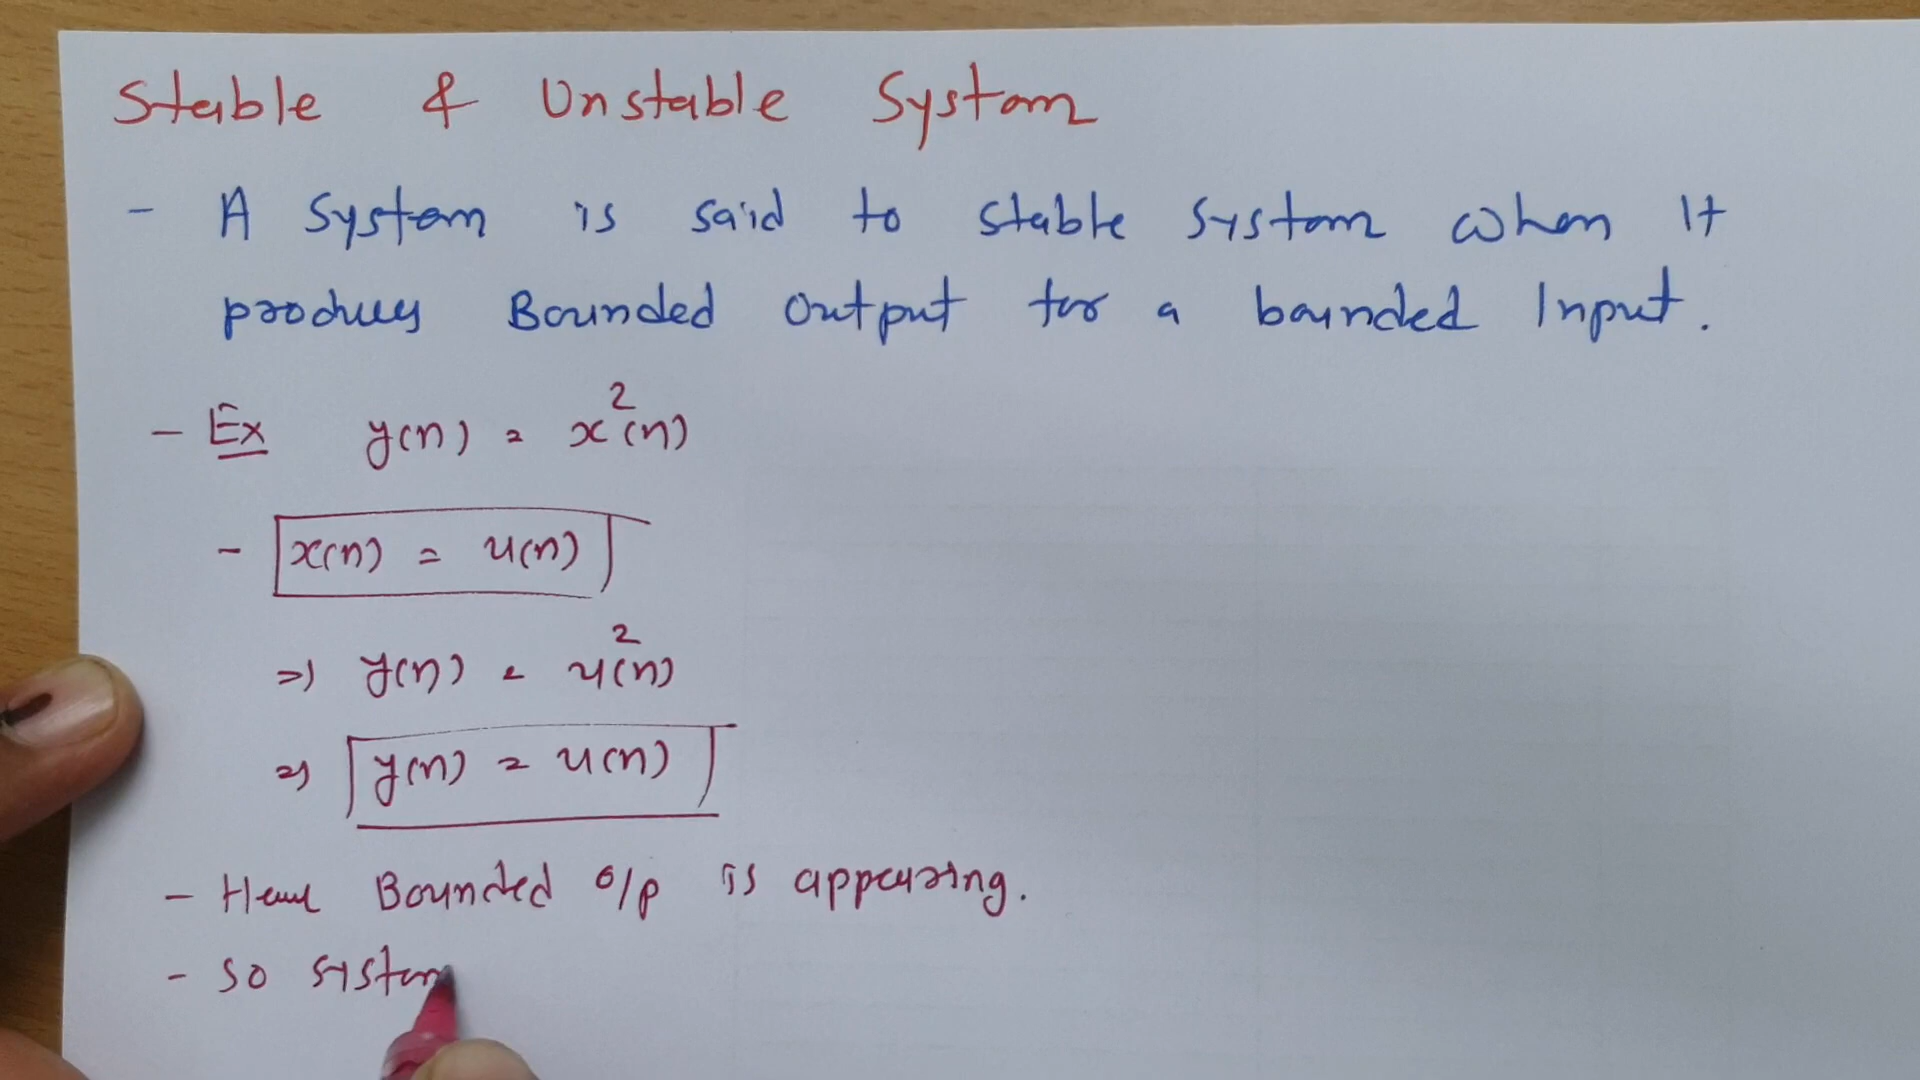 Stable & Unstable System
- A System is said to stable system when It
produces Bounded output for a bounded Input.
- Ex y(n) = x²(n)
- x(n) = u(n)
=) y(n) = u²(n)
=) y(n) = u(n)
- Hence Bounded o/p is appearing.
- So system